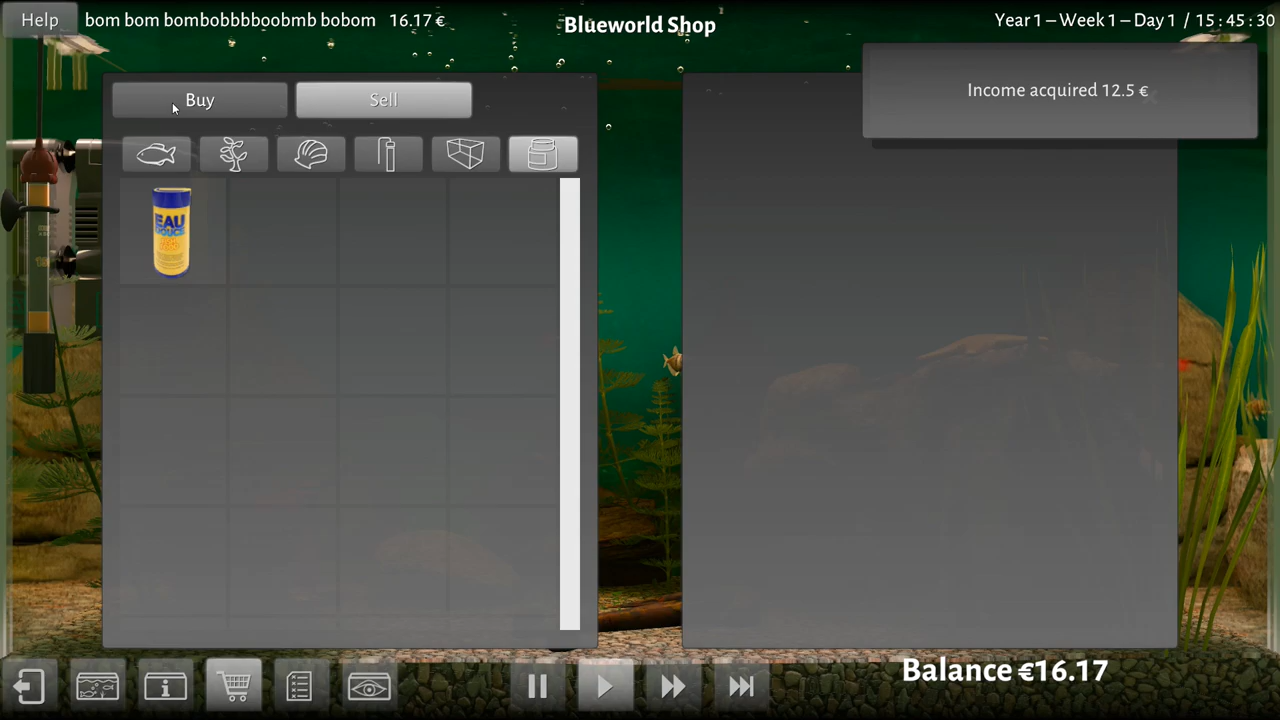 Help
bom bom bombobbbboobmb bobom 16.17 €
Blueworld Shop
Year 1 – Week 1 – Day 1 / 15 : 45 : 30
Income acquired 12.5 €
Buy
Sell
EAU
DOUCE
Balance €16.17